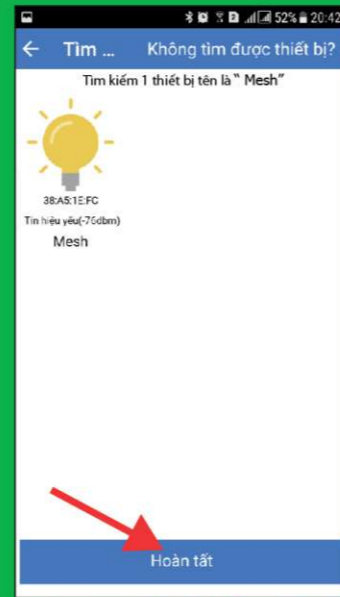 52% 20:42
Tìm ... Không tìm được thiết bị?
Tìm kiếm 1 thiết bị tên là " Mesh"
38:A5:1E:FC
Tín hiệu yếu(-76dbm)
Mesh
Hoàn tất